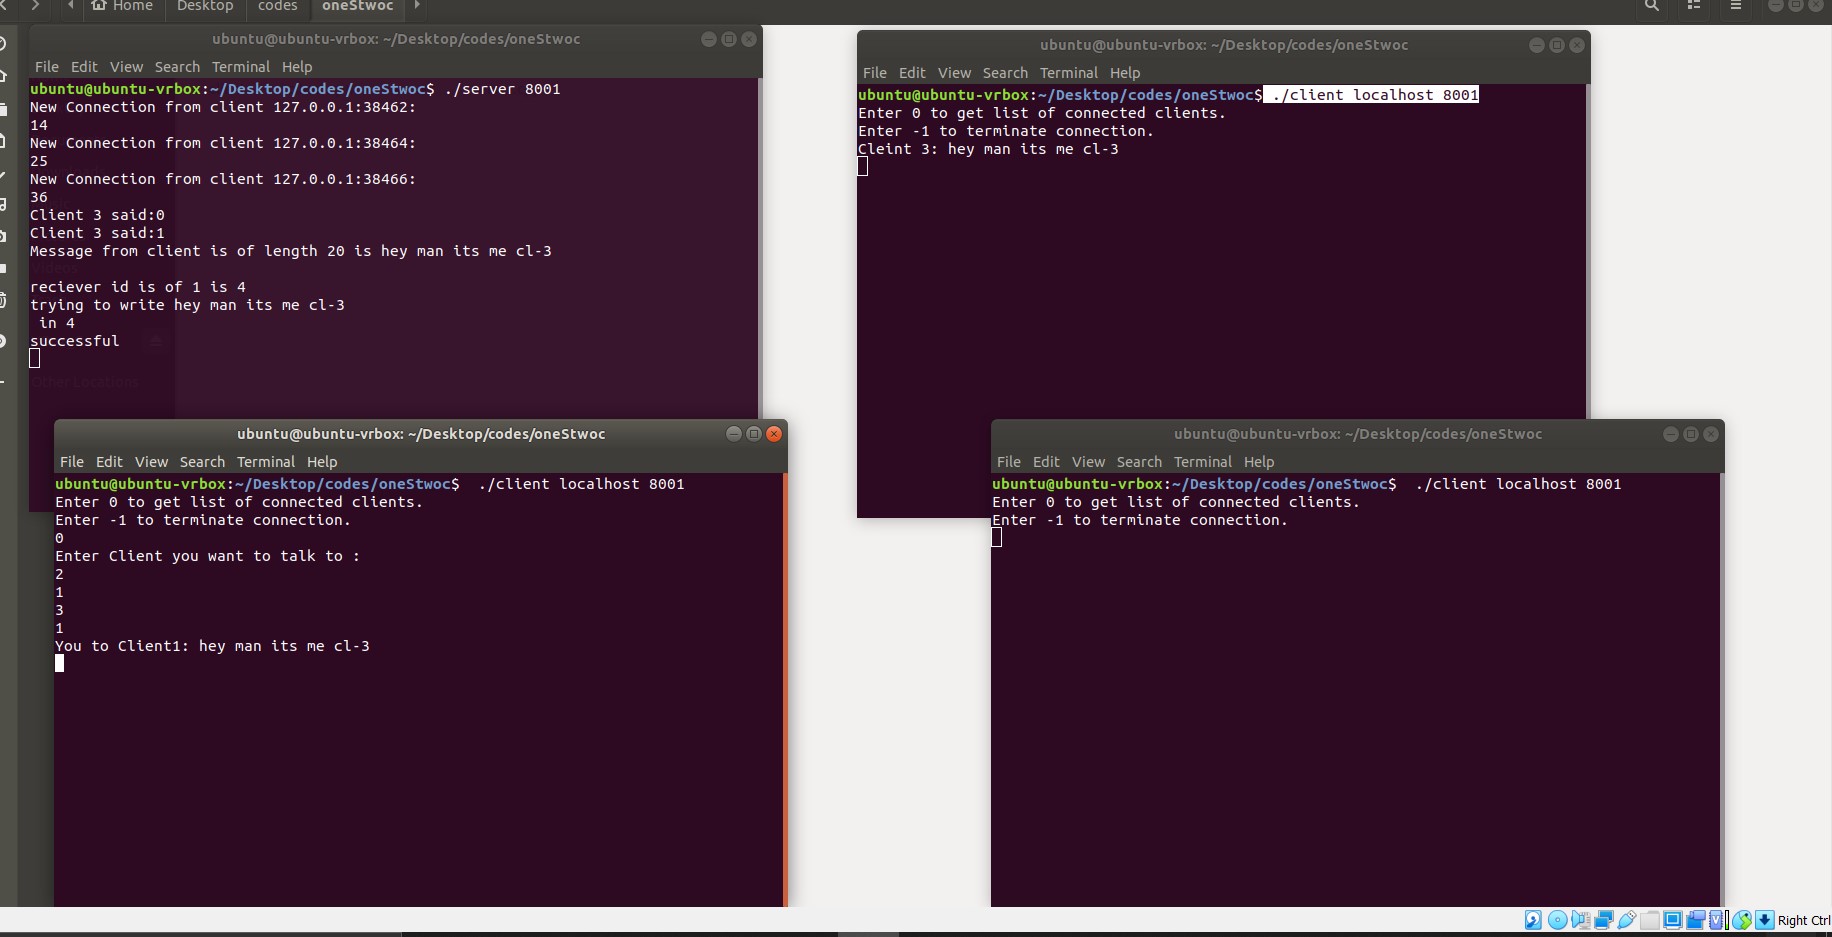 Home Desktop codes oneStwoc
ubuntu@ubuntu-vrbox: ~/Desktop/codes/oneStwoc
File Edit View Search Terminal Help
ubuntu@ubuntu-vrbox:~/Desktop/codes/oneStwoc$ ./server 8001
New Connection from client 127.0.0.1:38462:
14
New Connection from client 127.0.0.1:38464:
25
New Connection from client 127.0.0.1:38466:
36
Client 3 said:0
Client 3 said:1
Message from client is of length 20 is hey man its me cl-3
Videos
reciever id is of 1 is 4
trying to write hey man its me cl-3
in 4
successful
Other Locations
ubuntu@ubuntu-vrbox: ~/Desktop/codes/oneStwoc
File Edit View Search Terminal Help
ubuntu@ubuntu-vrbox:~/Desktop/codes/oneStwoc$ ./client localhost 8001
Enter 0 to get list of connected clients.
Enter -1 to terminate connection.
Cleint 3: hey man its me cl-3
ubuntu@ubuntu-vrbox: ~/Desktop/codes/oneStwoc
File Edit View Search Terminal Help
ubuntu@ubuntu-vrbox:~/Desktop/codes/oneStwoc$ ./client localhost 8001
Enter 0 to get list of connected clients.
Enter -1 to terminate connection.
0
Enter Client you want to talk to :
2
1
3
1
You to Client1: hey man its me cl-3
ubuntu@ubuntu-vrbox: ~/Desktop/codes/oneStwoc
File Edit View Search Terminal Help
ubuntu@ubuntu-vrbox:~/Desktop/codes/oneStwoc$ ./client localhost 8001
Enter 0 to get list of connected clients.
Enter -1 to terminate connection.
Right Ctrl